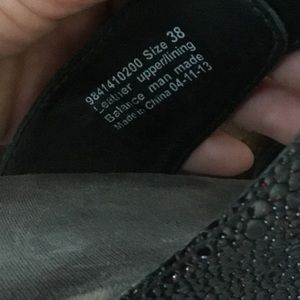 9841410200 Size 38
Leather upper/lining
Balance man made
Made in China 04-11-13